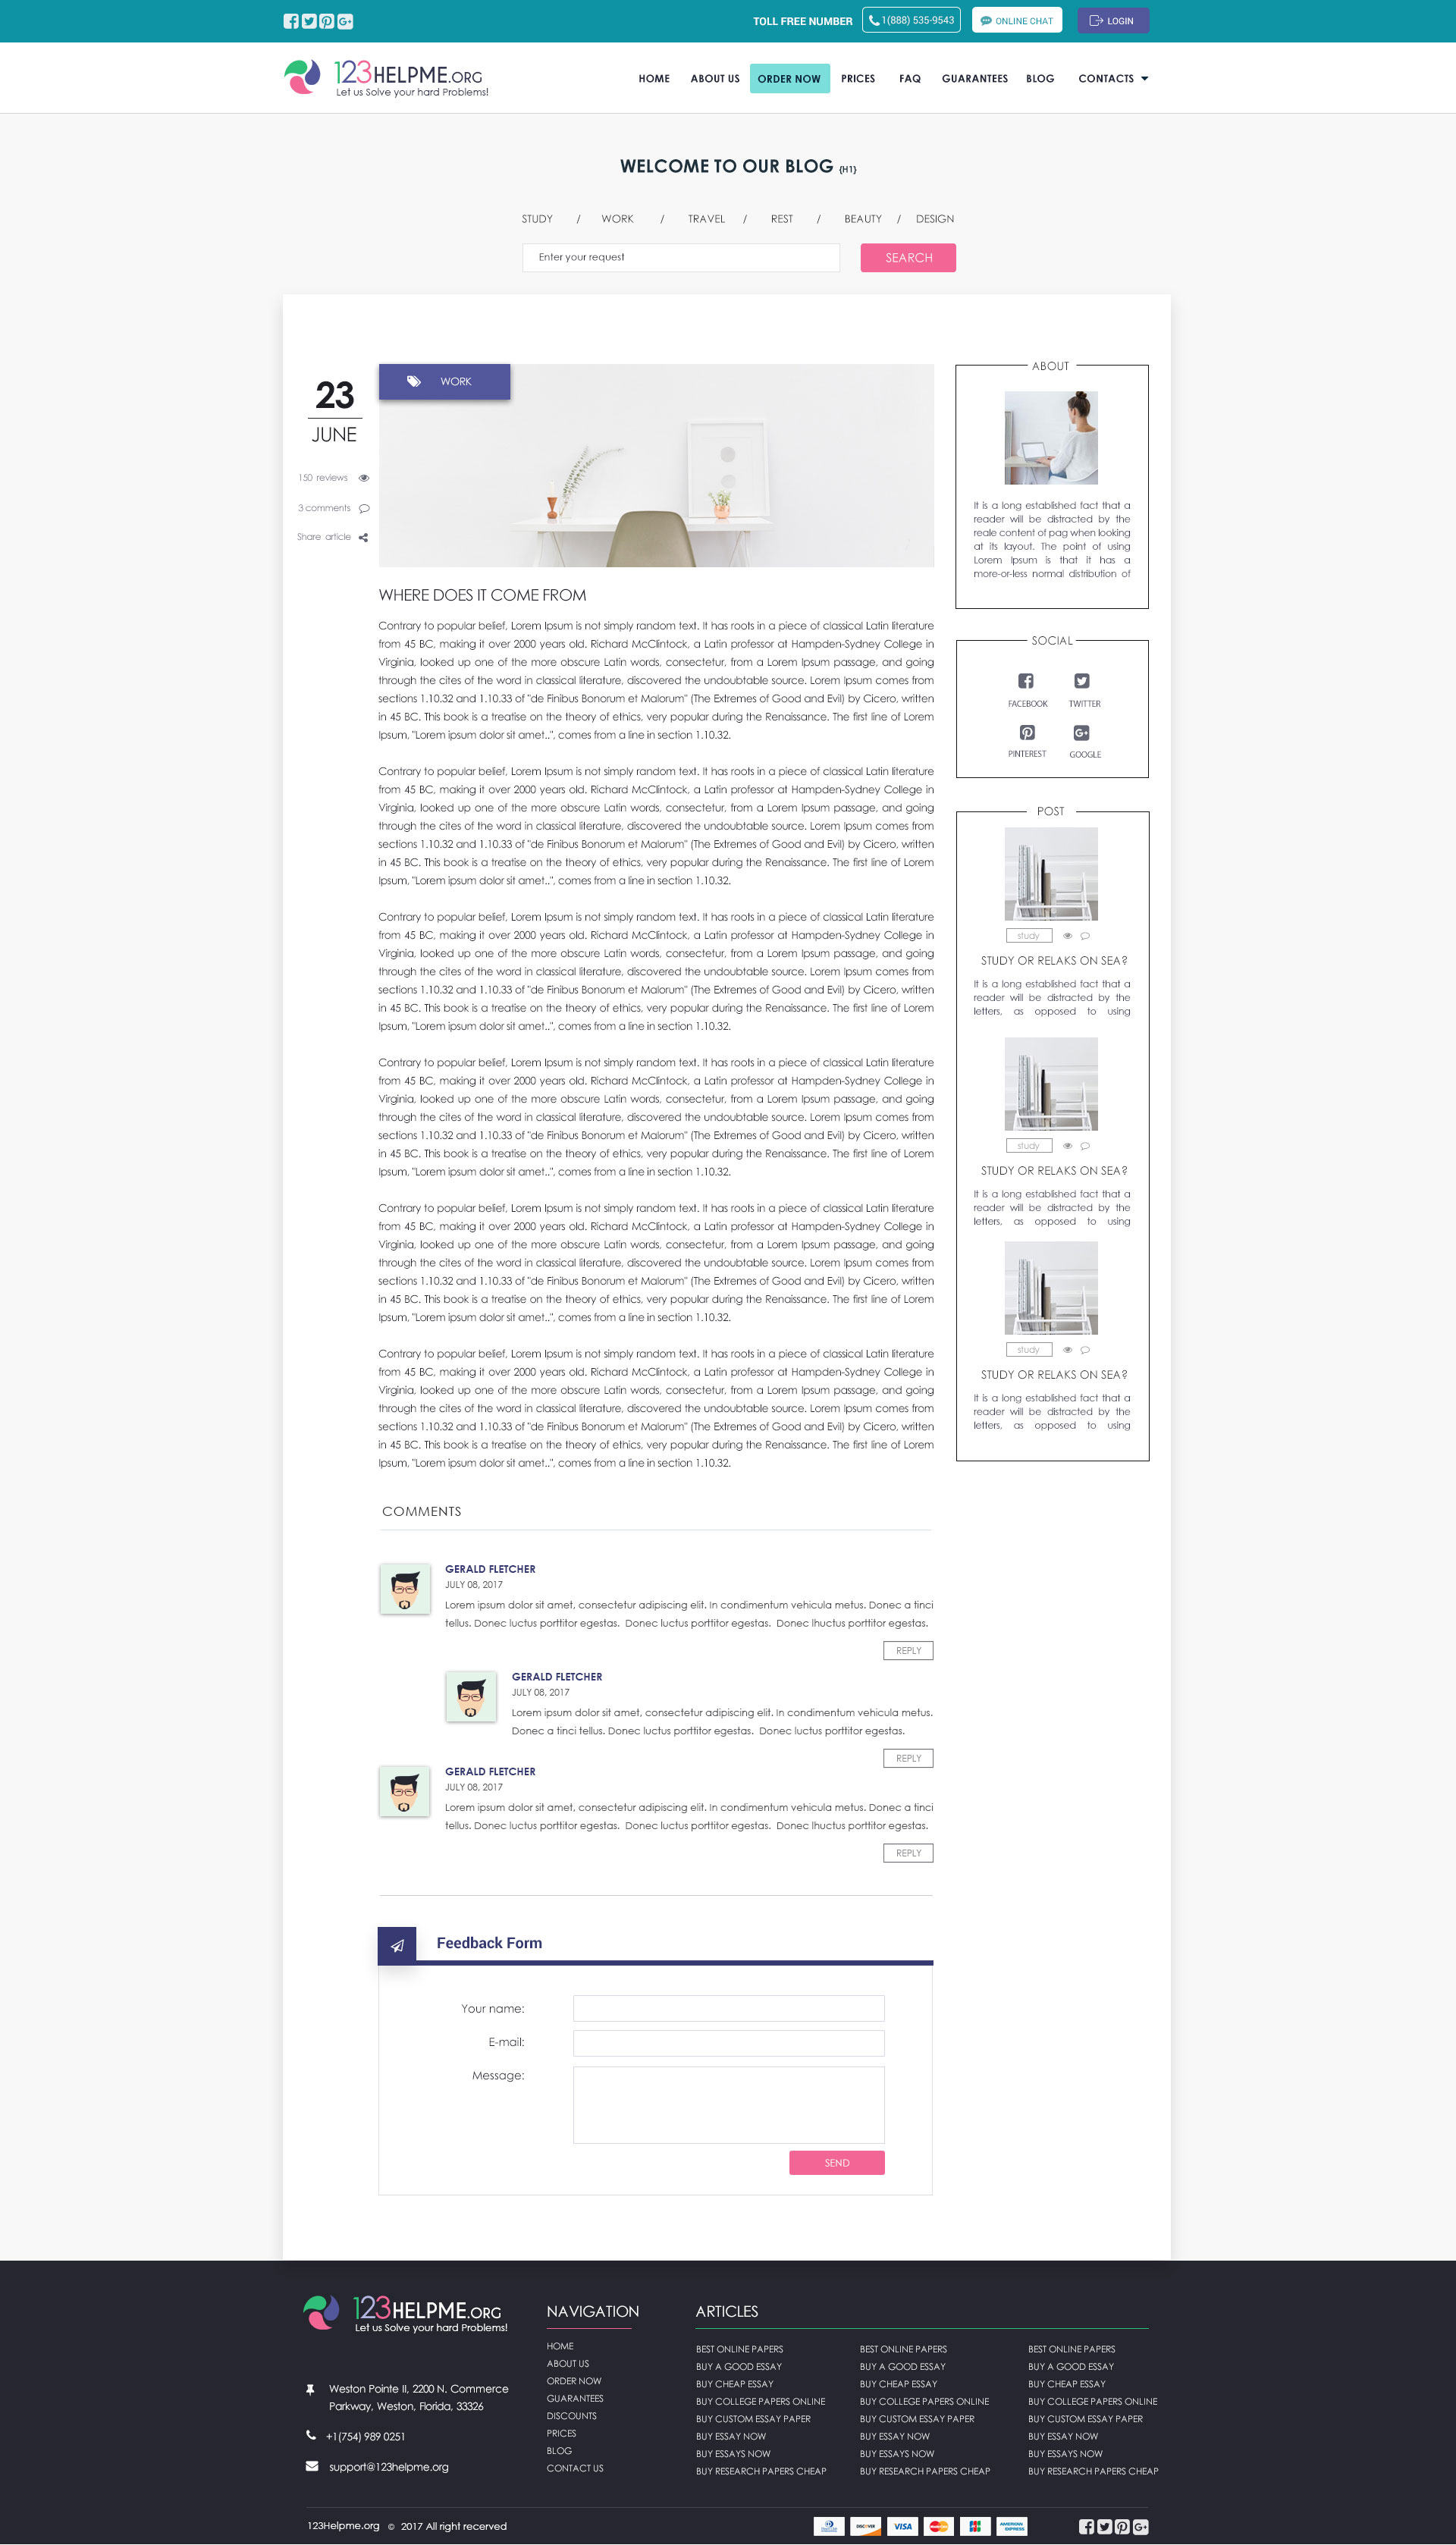 TOLL FREE NUMBER 1(888) 535-9543 ONLINE CHAT LOGIN
123HELPME.ORG
Let us Solve your hard Problems!
HOME ABOUT US ORDER NOW PRICES FAQ GUARANTEES BLOG CONTACTS
WELCOME TO OUR BLOG {H1}
STUDY / WORK / TRAVEL / REST / BEAUTY / DESIGN
Enter your request SEARCH
23
JUNE
150 reviews
3 comments
Share article
WORK
WHERE DOES IT COME FROM
Contrary to popular belief, Lorem Ipsum is not simply random text. It has roots in a piece of classical Latin literature
from 45 BC, making it over 2000 years old. Richard McClintock, a Latin professor at Hampden-Sydney College in
Virginia, looked up one of the more obscure Latin words, consectetur, from a Lorem Ipsum passage, and going
through the cites of the word in classical literature, discovered the undoubtable source. Lorem Ipsum comes from
sections 1.10.32 and 1.10.33 of "de Finibus Bonorum et Malorum" (The Extremes of Good and Evil) by Cicero, written
in 45 BC. This book is a treatise on the theory of ethics, very popular during the Renaissance. The first line of Lorem
Ipsum, "Lorem ipsum dolor sit amet..", comes from a line in section 1.10.32.
Contrary to popular belief, Lorem Ipsum is not simply random text. It has roots in a piece of classical Latin literature
from 45 BC, making it over 2000 years old. Richard McClintock, a Latin professor at Hampden-Sydney College in
Virginia, looked up one of the more obscure Latin words, consectetur, from a Lorem Ipsum passage, and going
through the cites of the word in classical literature, discovered the undoubtable source. Lorem Ipsum comes from
sections 1.10.32 and 1.10.33 of "de Finibus Bonorum et Malorum" (The Extremes of Good and Evil) by Cicero, written
in 45 BC. This book is a treatise on the theory of ethics, very popular during the Renaissance. The first line of Lorem
Ipsum, "Lorem ipsum dolor sit amet..", comes from a line in section 1.10.32.
Contrary to popular belief, Lorem Ipsum is not simply random text. It has roots in a piece of classical Latin literature
from 45 BC, making it over 2000 years old. Richard McClintock, a Latin professor at Hampden-Sydney College in
Virginia, looked up one of the more obscure Latin words, consectetur, from a Lorem Ipsum passage, and going
through the cites of the word in classical literature, discovered the undoubtable source. Lorem Ipsum comes from
sections 1.10.32 and 1.10.33 of "de Finibus Bonorum et Malorum" (The Extremes of Good and Evil) by Cicero, written
in 45 BC. This book is a treatise on the theory of ethics, very popular during the Renaissance. The first line of Lorem
Ipsum, "Lorem ipsum dolor sit amet..", comes from a line in section 1.10.32.
Contrary to popular belief, Lorem Ipsum is not simply random text. It has roots in a piece of classical Latin literature
from 45 BC, making it over 2000 years old. Richard McClintock, a Latin professor at Hampden-Sydney College in
Virginia, looked up one of the more obscure Latin words, consectetur, from a Lorem Ipsum passage, and going
through the cites of the word in classical literature, discovered the undoubtable source. Lorem Ipsum comes from
sections 1.10.32 and 1.10.33 of "de Finibus Bonorum et Malorum" (The Extremes of Good and Evil) by Cicero, written
in 45 BC. This book is a treatise on the theory of ethics, very popular during the Renaissance. The first line of Lorem
Ipsum, "Lorem ipsum dolor sit amet..", comes from a line in section 1.10.32.
Contrary to popular belief, Lorem Ipsum is not simply random text. It has roots in a piece of classical Latin literature
from 45 BC, making it over 2000 years old. Richard McClintock, a Latin professor at Hampden-Sydney College in
Virginia, looked up one of the more obscure Latin words, consectetur, from a Lorem Ipsum passage, and going
through the cites of the word in classical literature, discovered the undoubtable source. Lorem Ipsum comes from
sections 1.10.32 and 1.10.33 of "de Finibus Bonorum et Malorum" (The Extremes of Good and Evil) by Cicero, written
in 45 BC. This book is a treatise on the theory of ethics, very popular during the Renaissance. The first line of Lorem
Ipsum, "Lorem ipsum dolor sit amet..", comes from a line in section 1.10.32.
Contrary to popular belief, Lorem Ipsum is not simply random text. It has roots in a piece of classical Latin literature
from 45 BC, making it over 2000 years old. Richard McClintock, a Latin professor at Hampden-Sydney College in
Virginia, looked up one of the more obscure Latin words, consectetur, from a Lorem Ipsum passage, and going
through the cites of the word in classical literature, discovered the undoubtable source. Lorem Ipsum comes from
sections 1.10.32 and 1.10.33 of "de Finibus Bonorum et Malorum" (The Extremes of Good and Evil) by Cicero, written
in 45 BC. This book is a treatise on the theory of ethics, very popular during the Renaissance. The first line of Lorem
Ipsum, "Lorem ipsum dolor sit amet..", comes from a line in section 1.10.32.
ABOUT
It is a long established fact that a
reader will be distracted by the
reale content of pag when looking
at its layout. The point of using
Lorem Ipsum is that it has a
more-or-less normal distribution of
SOCIAL
FACEBOOK TWITTER
PINTEREST GOOGLE
POST
study
STUDY OR RELAKS ON SEA?
It is a long established fact that a
reader will be distracted by the
letters, as opposed to using
study
STUDY OR RELAKS ON SEA?
It is a long established fact that a
reader will be distracted by the
letters, as opposed to using
study
STUDY OR RELAKS ON SEA?
It is a long established fact that a
reader will be distracted by the
letters, as opposed to using
COMMENTS
GERALD FLETCHER
JULY 08, 2017
Lorem ipsum dolor sit amet, consectetur adipiscing elit. In condimentum vehicula metus. Donec a tinci
tellus. Donec luctus porttitor egestas. Donec luctus porttitor egestas. Donec lhuctus porttitor egestas.
REPLY
GERALD FLETCHER
JULY 08, 2017
Lorem ipsum dolor sit amet, consectetur adipiscing elit. In condimentum vehicula metus.
Donec a tinci tellus. Donec luctus porttitor egestas. Donec luctus porttitor egestas.
REPLY
GERALD FLETCHER
JULY 08, 2017
Lorem ipsum dolor sit amet, consectetur adipiscing elit. In condimentum vehicula metus. Donec a tinci
tellus. Donec luctus porttitor egestas. Donec luctus porttitor egestas. Donec lhuctus porttitor egestas.
REPLY
Feedback Form
Your name:
E-mail:
Message:
SEND
123HELPME.ORG
Let us Solve your hard Problems!
Weston Pointe II, 2200 N. Commerce
Parkway, Weston, Florida, 33326
+1(754) 989 0251
support@123helpme.org
NAVIGATION
HOME
ABOUT US
ORDER NOW
GUARANTEES
DISCOUNTS
PRICES
BLOG
CONTACT US
ARTICLES
BEST ONLINE PAPERS BEST ONLINE PAPERS BEST ONLINE PAPERS
BUY A GOOD ESSAY BUY A GOOD ESSAY BUY A GOOD ESSAY
BUY CHEAP ESSAY BUY CHEAP ESSAY BUY CHEAP ESSAY
BUY COLLEGE PAPERS ONLINE BUY COLLEGE PAPERS ONLINE BUY COLLEGE PAPERS ONLINE
BUY CUSTOM ESSAY PAPER BUY CUSTOM ESSAY PAPER BUY CUSTOM ESSAY PAPER
BUY ESSAY NOW BUY ESSAY NOW BUY ESSAY NOW
BUY ESSAYS NOW BUY ESSAYS NOW BUY ESSAYS NOW
BUY RESEARCH PAPERS CHEAP BUY RESEARCH PAPERS CHEAP BUY RESEARCH PAPERS CHEAP
123Helpme.org © 2017 All right recerved
DISCOVER VISA JCB AMERICAN EXPRESS